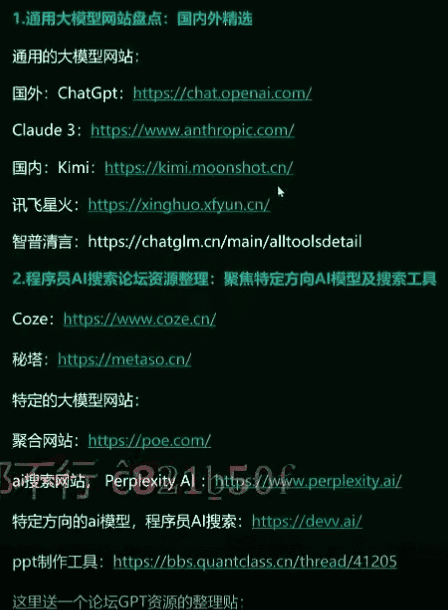 1.通用大模型网站盘点：国内外精选
通用的大模型网站：
国外：ChatGpt：https://chat.openai.com/
Claude 3：https://www.anthropic.com/
国内：Kimi：https://kimi.moonshot.cn/
讯飞星火：https://xinghuo.xfyun.cn/
智普清言：https://chatglm.cn/main/alltoolsdetail
2.程序员AI搜索论坛资源整理：聚焦特定方向AI模型及搜索工具
Coze：https://www.coze.cn/
秘塔：https://metaso.cn/
特定的大模型网站：
聚合网站：https://poe.com/
ai搜索网站， Perplexity AI ：https://www.perplexity.ai/
特定方向的ai模型，程序员AI搜索：https://devv.ai/
ppt制作工具：https://bbs.quantclass.cn/thread/41205
这里送一个论坛GPT资源的整理贴：